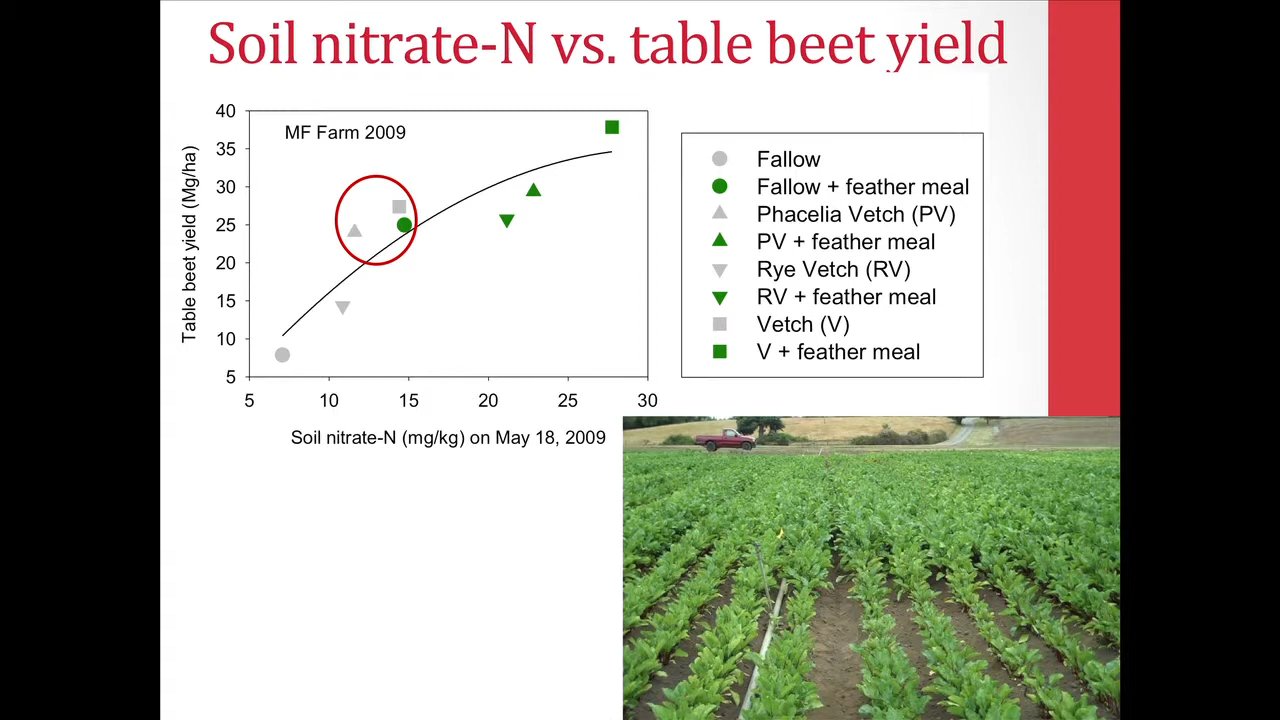 Soil nitrate-N vs. table beet yield
MF Farm 2009
40
35
30
25
20
15
10
5
Table beet yield (Mg/ha)
5 10 15 20 25 30
Soil nitrate-N (mg/kg) on May 18, 2009
Fallow
Fallow + feather meal
Phacelia Vetch (PV)
PV + feather meal
Rye Vetch (RV)
RV + feather meal
Vetch (V)
V + feather meal